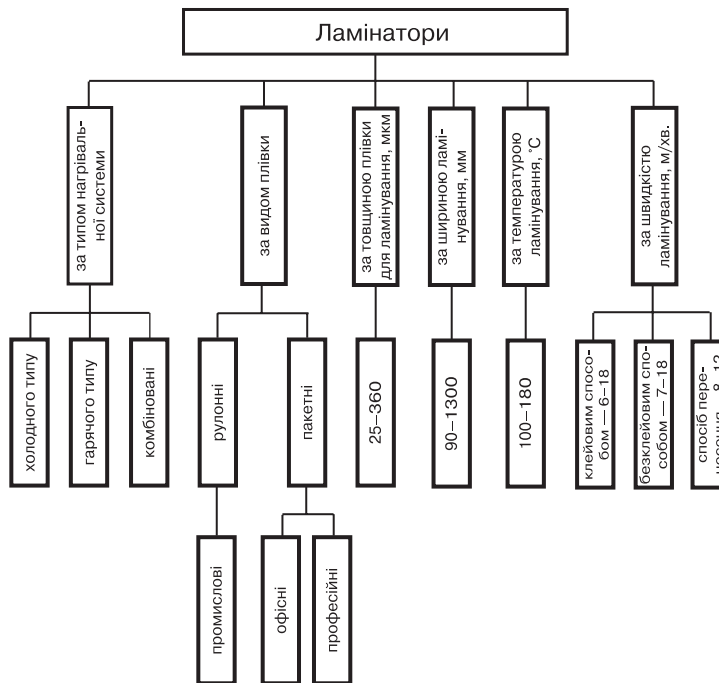 Ламінатори
за типом нагріваль-
ної системи
за видом плівки
за товщиною плівки
для ламінування, мкм
за шириною ламі-
нування, мм
за температурою
ламінування, °С
за швидкістю
ламінування, м/хв.
холодного типу
гарячого типу
комбіновані
рулонні
пакетні
25–360
90–1300
100–180
клейовим спосо-
бом — 6–18
безклейовим спо-
собом — 7–18
спосіб пере-
промислові
офісні
професійні